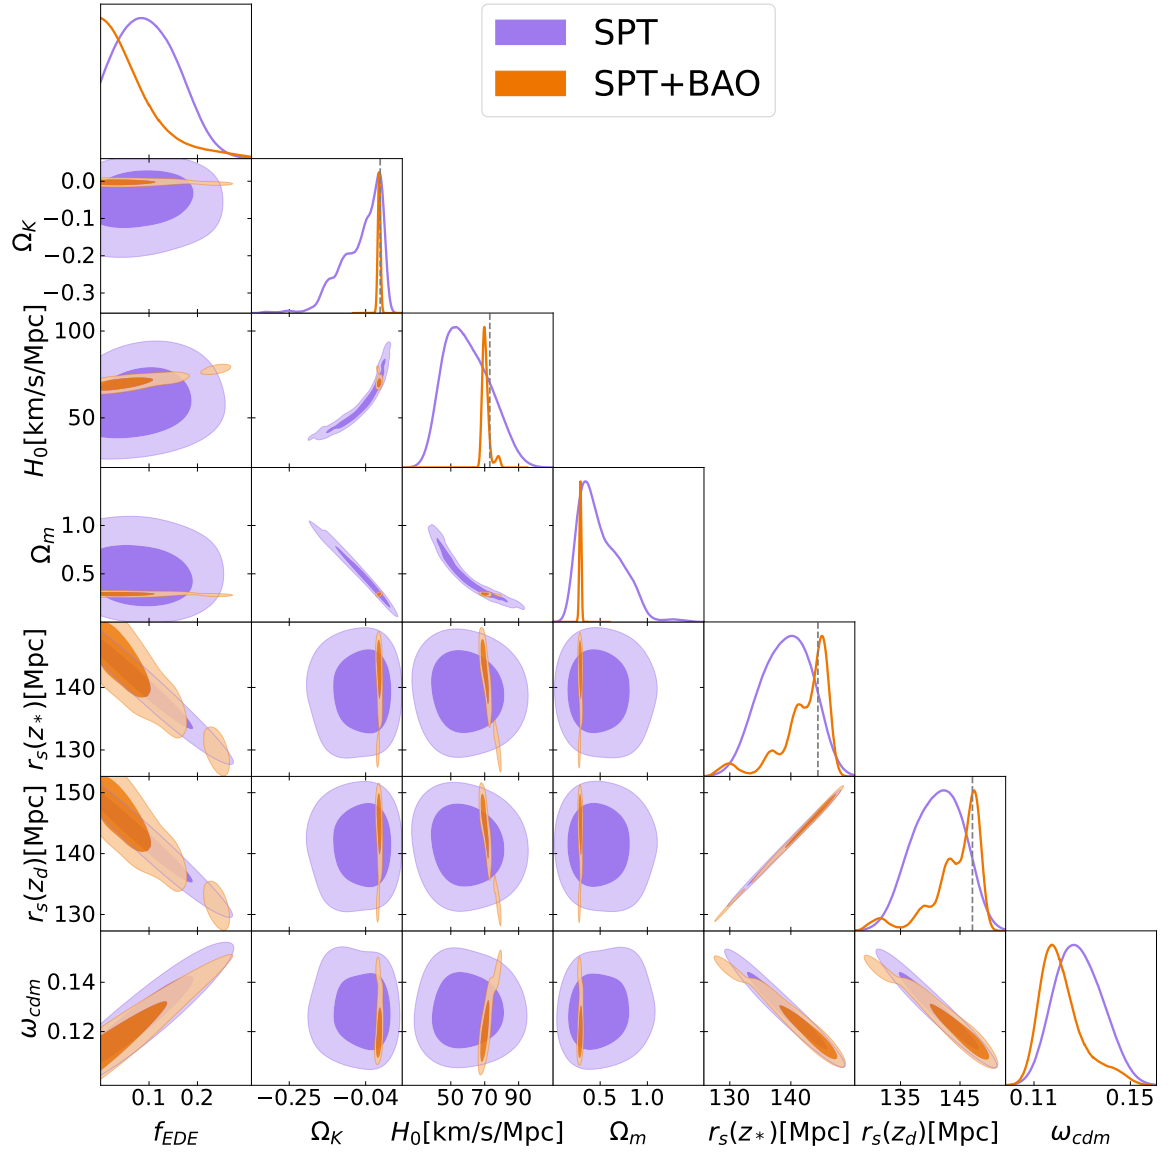 SPT
SPT+BAO
Ω_K
0.0
−0.1
−0.2
−0.3
H_0[km/s/Mpc]
100
50
Ω_m
1.0
0.5
r_s(z_*)[Mpc]
140
130
r_s(z_d)[Mpc]
150
140
130
ω_cdm
0.14
0.12
0.1 0.2
−0.25 −0.04
50 70 90
0.5 1.0
130 140
135 145
0.11 0.15
f_EDE
Ω_K
H_0[km/s/Mpc]
Ω_m
r_s(z_*)[Mpc]
r_s(z_d)[Mpc]
ω_cdm